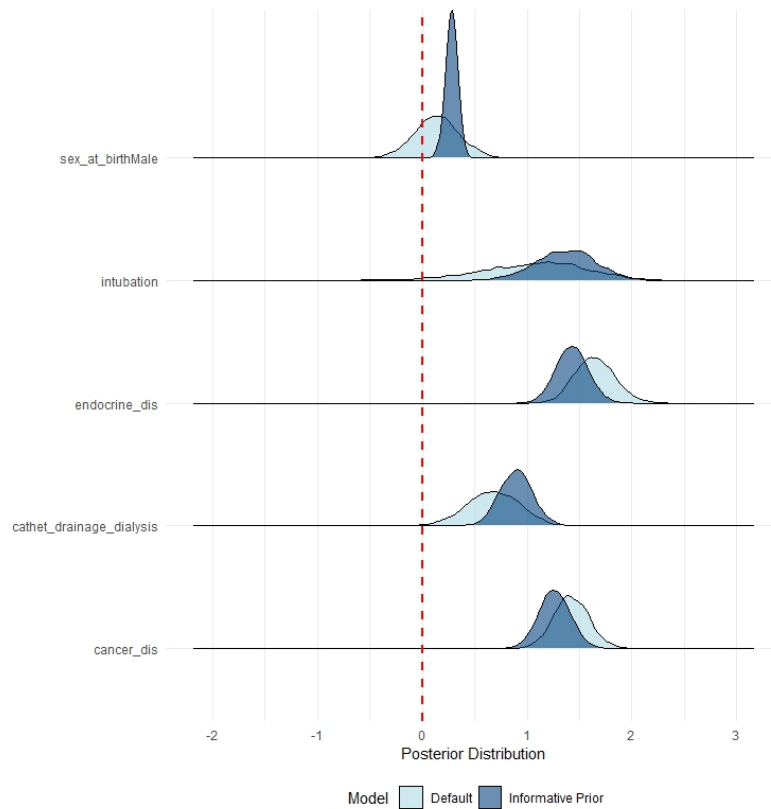 sex_at_birthMale
intubation
endocrine_dis
cathet_drainage_dialysis
cancer_dis
-2 -1 0 1 2 3
Posterior Distribution
Model Default Informative Prior